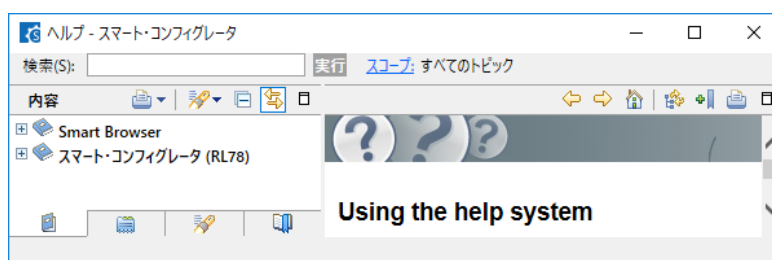 ヘルプ - スマート・コンフィグレータ
検索(S): 実行 スコープ: すべてのトピック
内容
Smart Browser
スマート・コンフィグレータ (RL78)
? ? ?
Using the help system